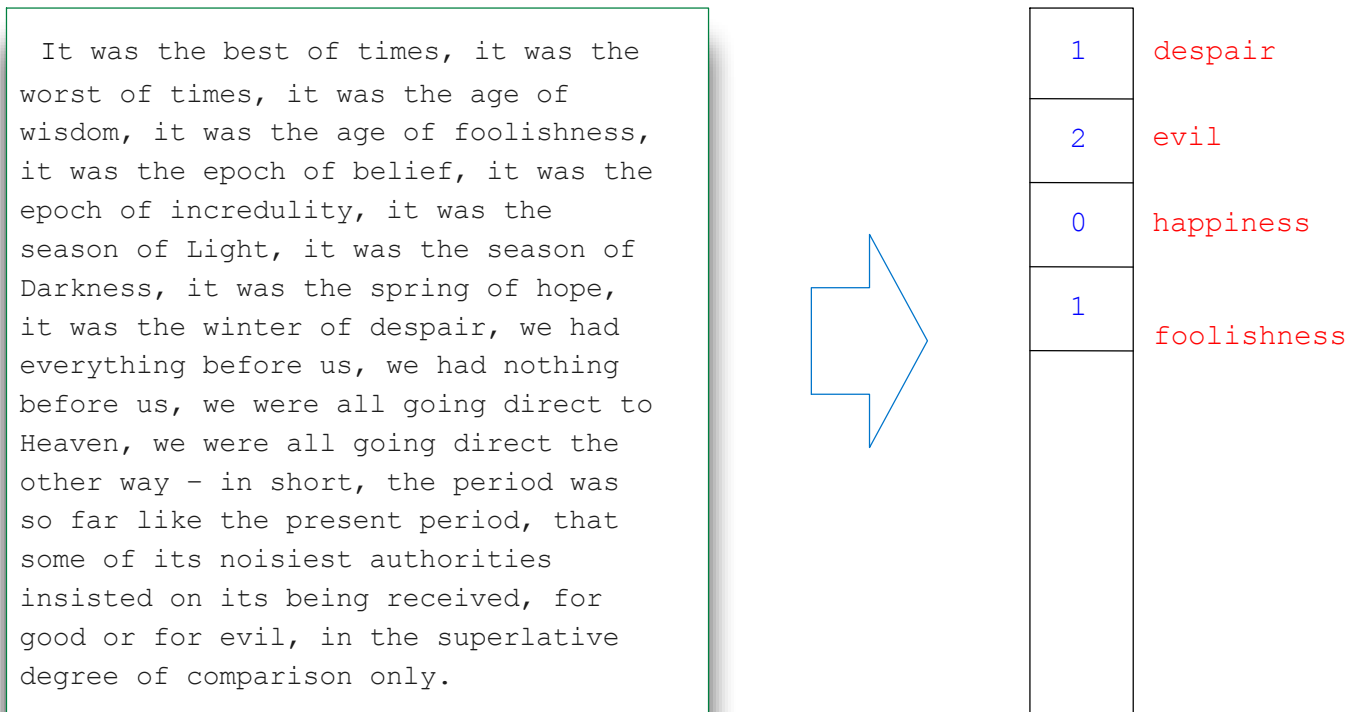 It was the best of times, it was the
worst of times, it was the age of
wisdom, it was the age of foolishness,
it was the epoch of belief, it was the
epoch of incredulity, it was the
season of Light, it was the season of
Darkness, it was the spring of hope,
it was the winter of despair, we had
everything before us, we had nothing
before us, we were all going direct to
Heaven, we were all going direct the
other way – in short, the period was
so far like the present period, that
some of its noisiest authorities
insisted on its being received, for
good or for evil, in the superlative
degree of comparison only.
1 despair
2 evil
0 happiness
1 foolishness